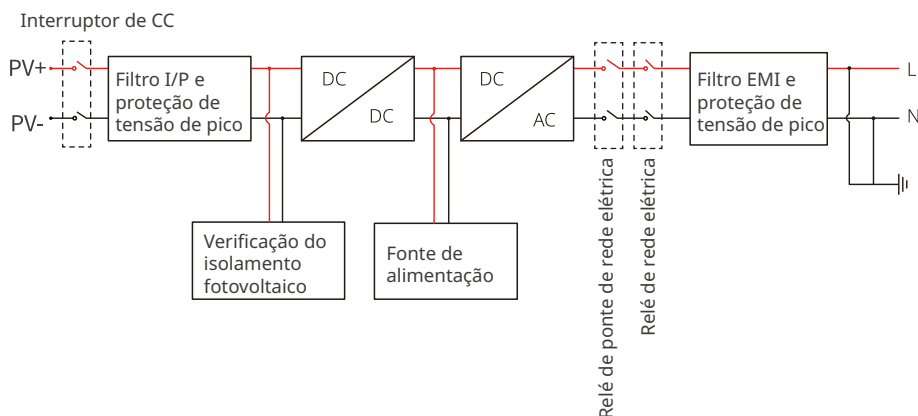 Interruptor de CC
PV+
PV-
Filtro I/P e
proteção de
tensão de pico
DC
DC
DC
AC
Filtro EMI e
proteção de
tensão de pico
L
N
Verificação do
isolamento
fotovoltaico
Fonte de
alimentação
Relé de ponte de rede elétrica
Relé de rede elétrica